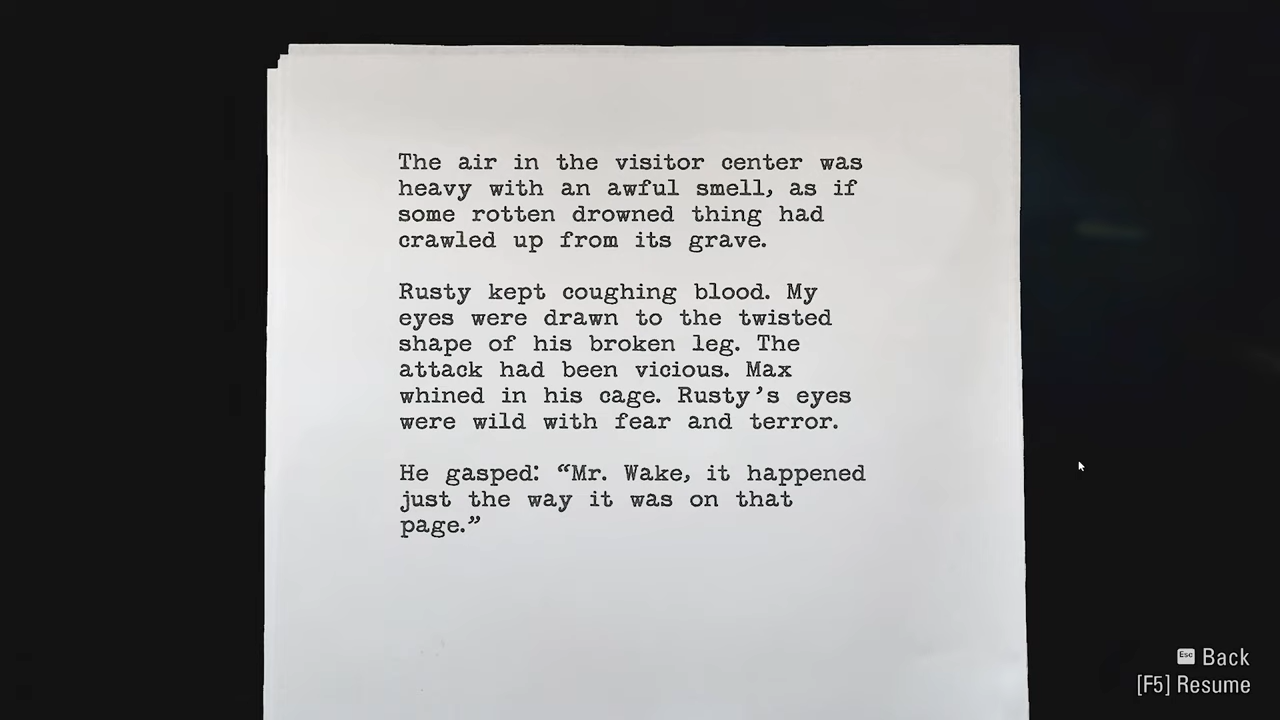 The air in the visitor center was
heavy with an awful smell, as if
some rotten drowned thing had
crawled up from its grave.
Rusty kept coughing blood. My
eyes were drawn to the twisted
shape of his broken leg. The
attack had been vicious. Max
whined in his cage. Rusty’s eyes
were wild with fear and terror.
He gasped: “Mr. Wake, it happened
just the way it was on that
page.”
Esc Back
[F5] Resume